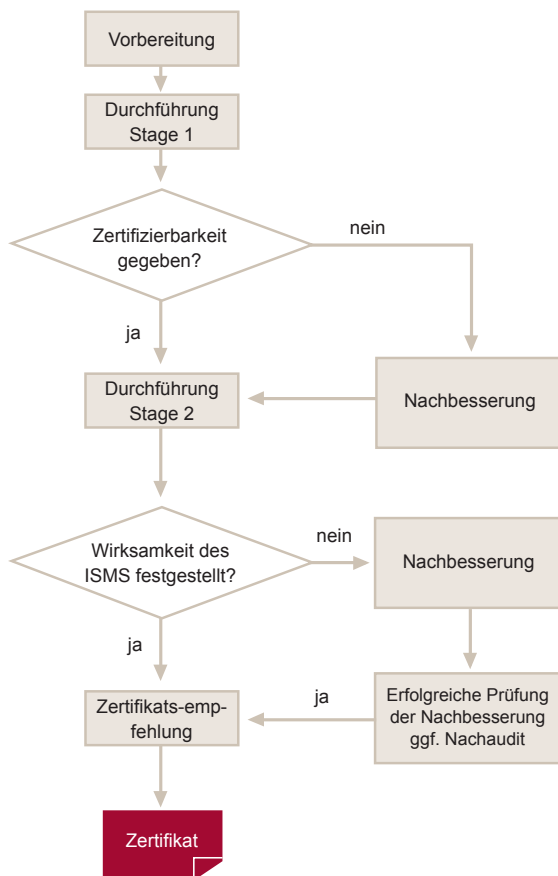 Vorbereitung
Durchführung
Stage 1
Zertifizierbarkeit
gegeben?
nein
ja
Durchführung
Stage 2
Nachbesserung
Wirksamkeit des
ISMS festgestellt?
nein
Nachbesserung
ja
Zertifikats-emp-
fehlung
ja
Erfolgreiche Prüfung
der Nachbesserung
ggf. Nachaudit
Zertifikat